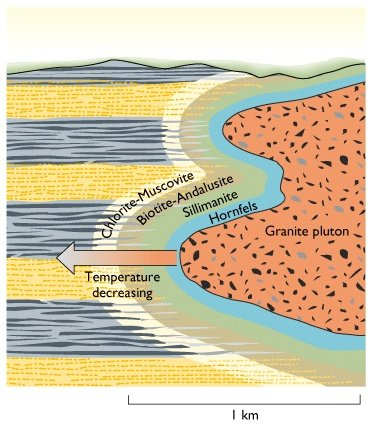 Chlorite-Muscovite
Biotite-Andalusite
Sillimanite
Hornfels
Granite pluton
Temperature
decreasing
1 km